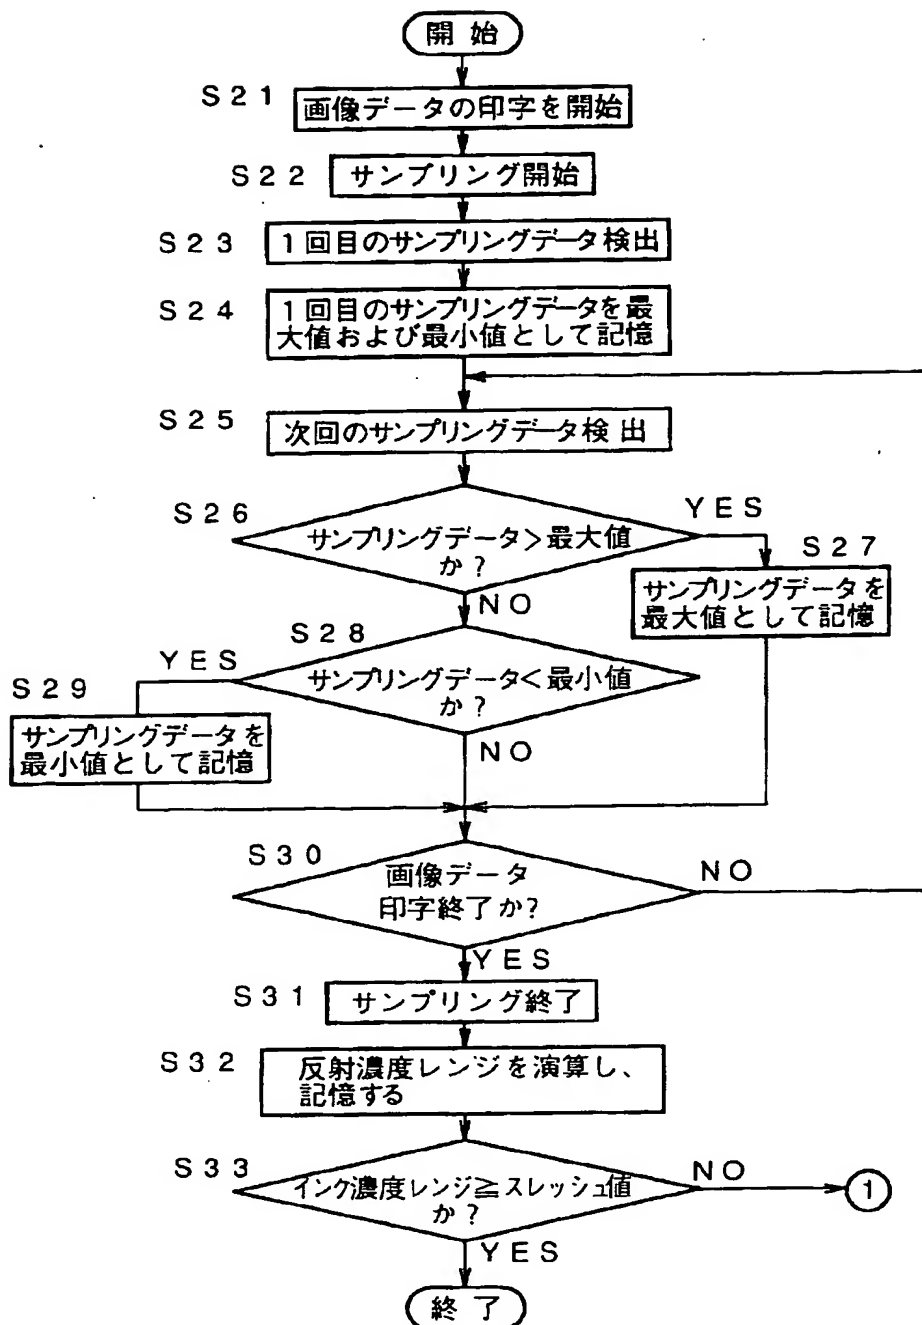 開始
S21
画像データの印字を開始
S22
サンプリング開始
S23
1回目のサンプリングデータ検出
S24
1回目のサンプリングデータを最
大値および最小値として記憶
S25
次回のサンプリングデータ検出
S26
サンプリングデータ>最大値
か?
YES
NO
S27
サンプリングデータを
最大値として記憶
S28
サンプリングデータ<最小値
か?
YES
NO
S29
サンプリングデータを
最小値として記憶
S30
画像データ
印字終了か?
NO
YES
S31
サンプリング終了
S32
反射濃度レンジを演算し、
記憶する
S33
インク濃度レンジ≧スレッシュ値
か?
NO
1
YES
終了